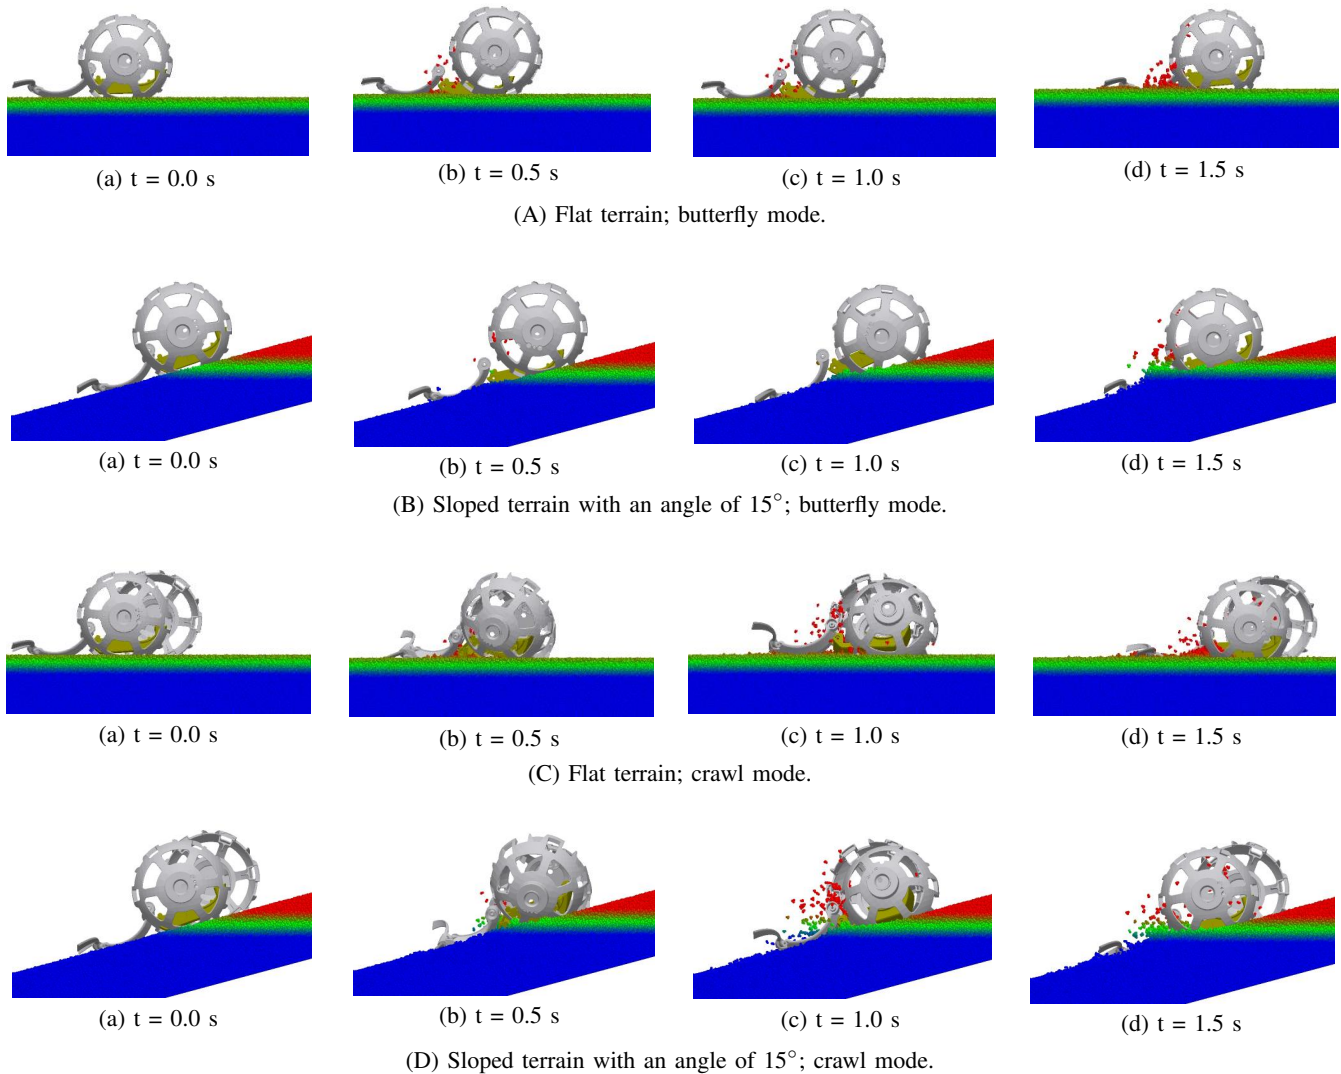 (a) t = 0.0 s
(b) t = 0.5 s
(c) t = 1.0 s
(d) t = 1.5 s
(A) Flat terrain; butterfly mode.
(a) t = 0.0 s
(b) t = 0.5 s
(c) t = 1.0 s
(d) t = 1.5 s
(B) Sloped terrain with an angle of 15°; butterfly mode.
(a) t = 0.0 s
(b) t = 0.5 s
(c) t = 1.0 s
(d) t = 1.5 s
(C) Flat terrain; crawl mode.
(a) t = 0.0 s
(b) t = 0.5 s
(c) t = 1.0 s
(d) t = 1.5 s
(D) Sloped terrain with an angle of 15°; crawl mode.